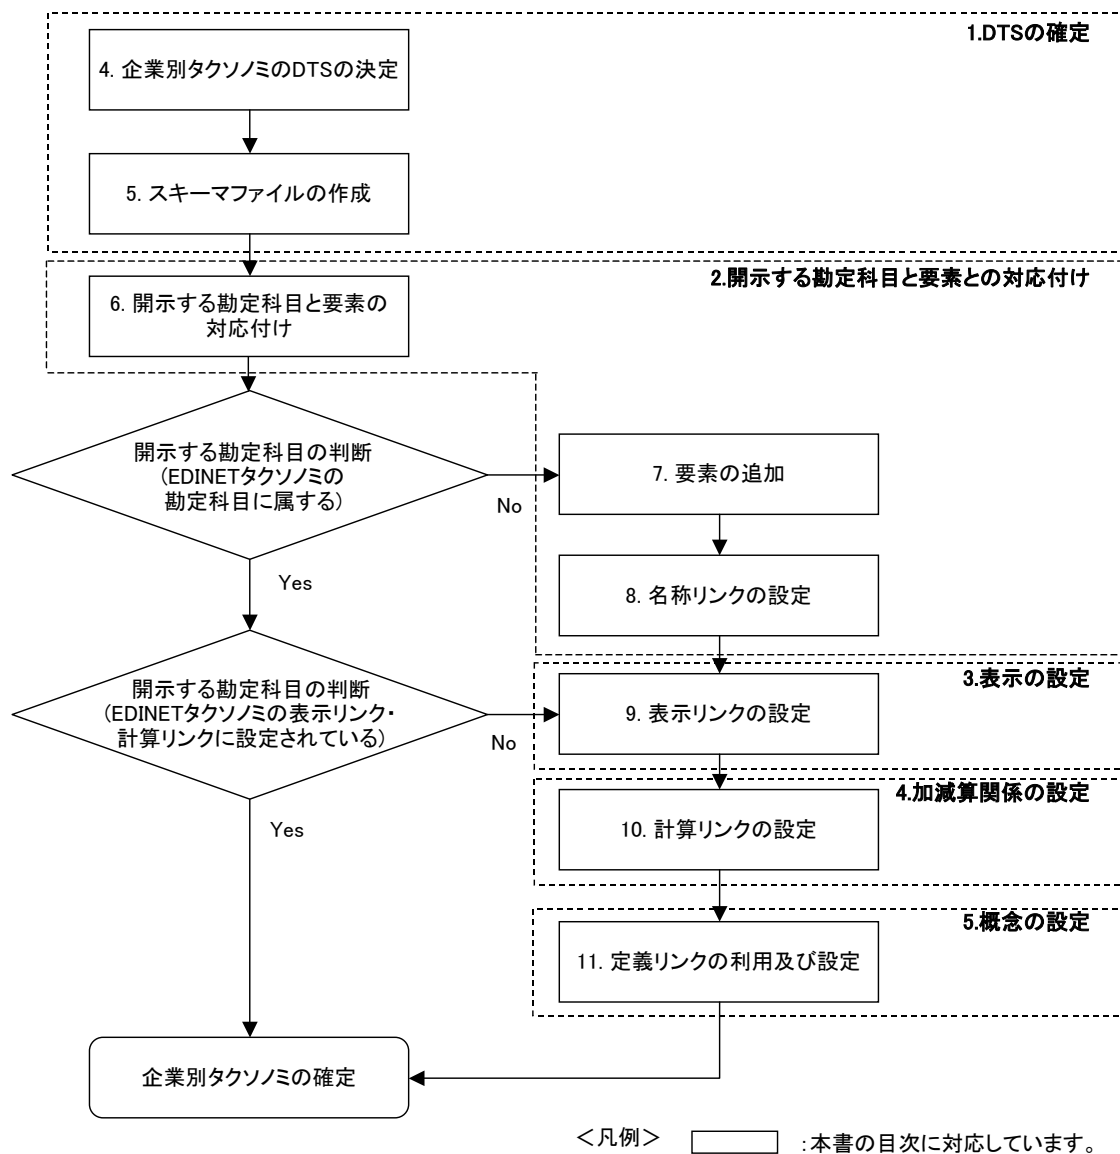 1.DTSの確定
4. 企業別タクソノミのDTSの決定
5. スキーマファイルの作成
2.開示する勘定科目と要素との対応付け
6. 開示する勘定科目と要素の
対応付け
開示する勘定科目の判断
(EDINETタクソノミの
勘定科目に属する)
No
Yes
7. 要素の追加
8. 名称リンクの設定
開示する勘定科目の判断
(EDINETタクソノミの表示リンク・
計算リンクに設定されている)
No
Yes
3.表示の設定
9. 表示リンクの設定
4.加減算関係の設定
10. 計算リンクの設定
5.概念の設定
11. 定義リンクの利用及び設定
企業別タクソノミの確定
＜凡例＞ :本書の目次に対応しています。